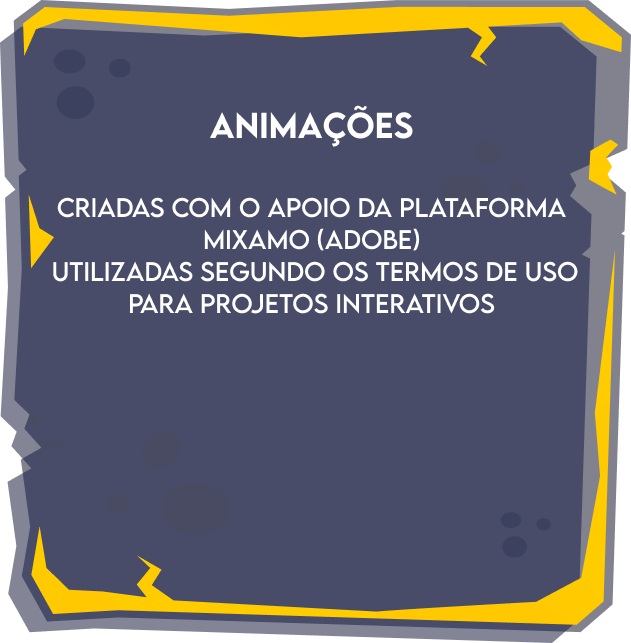 ANIMAÇÕES
CRIADAS COM O APOIO DA PLATAFORMA
MIXAMO (ADOBE)
UTILIZADAS SEGUNDO OS TERMOS DE USO
PARA PROJETOS INTERATIVOS